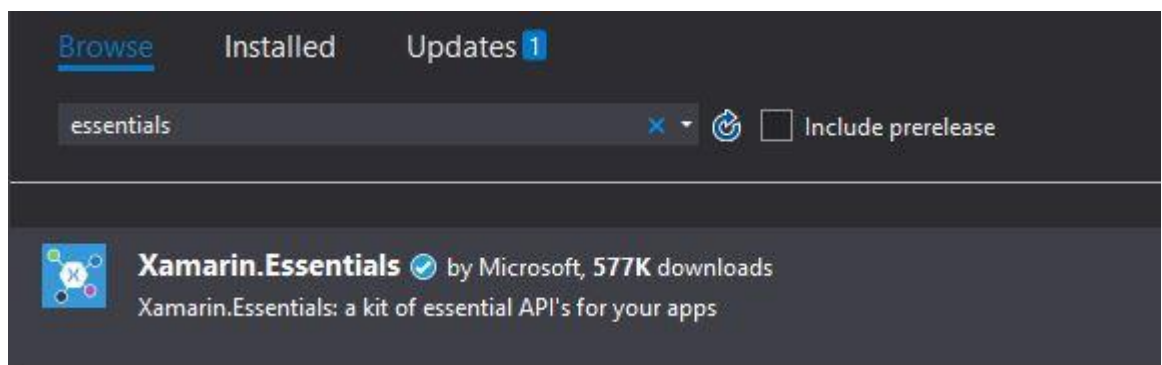 Browse Installed Updates 1
essentials Include prerelease
Xamarin.Essentials by Microsoft, 577K downloads
Xamarin.Essentials: a kit of essential API's for your apps